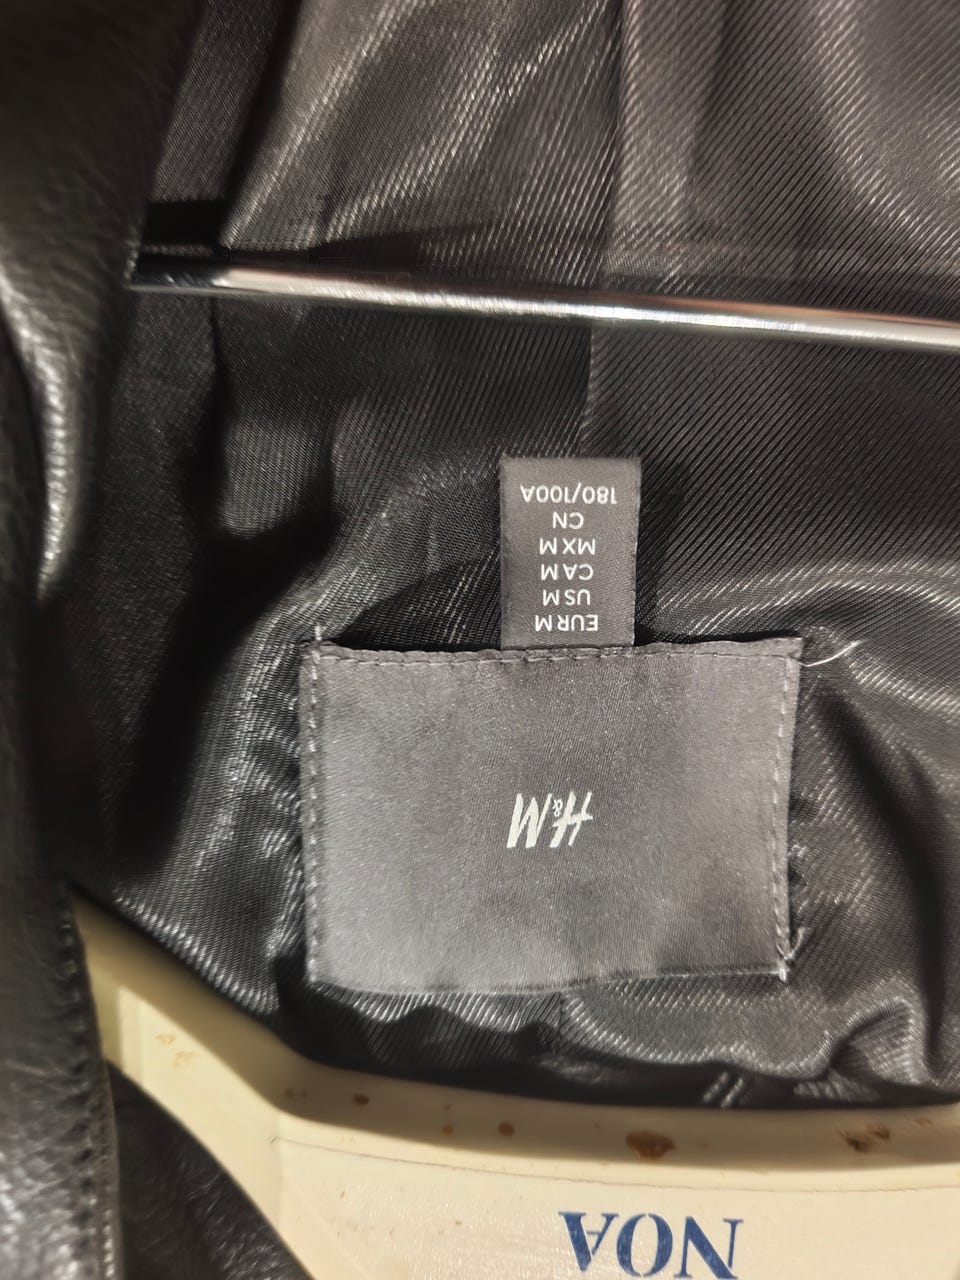 NOA
H&M
EUR M
US M
CA M
MX M
CN
180/100A